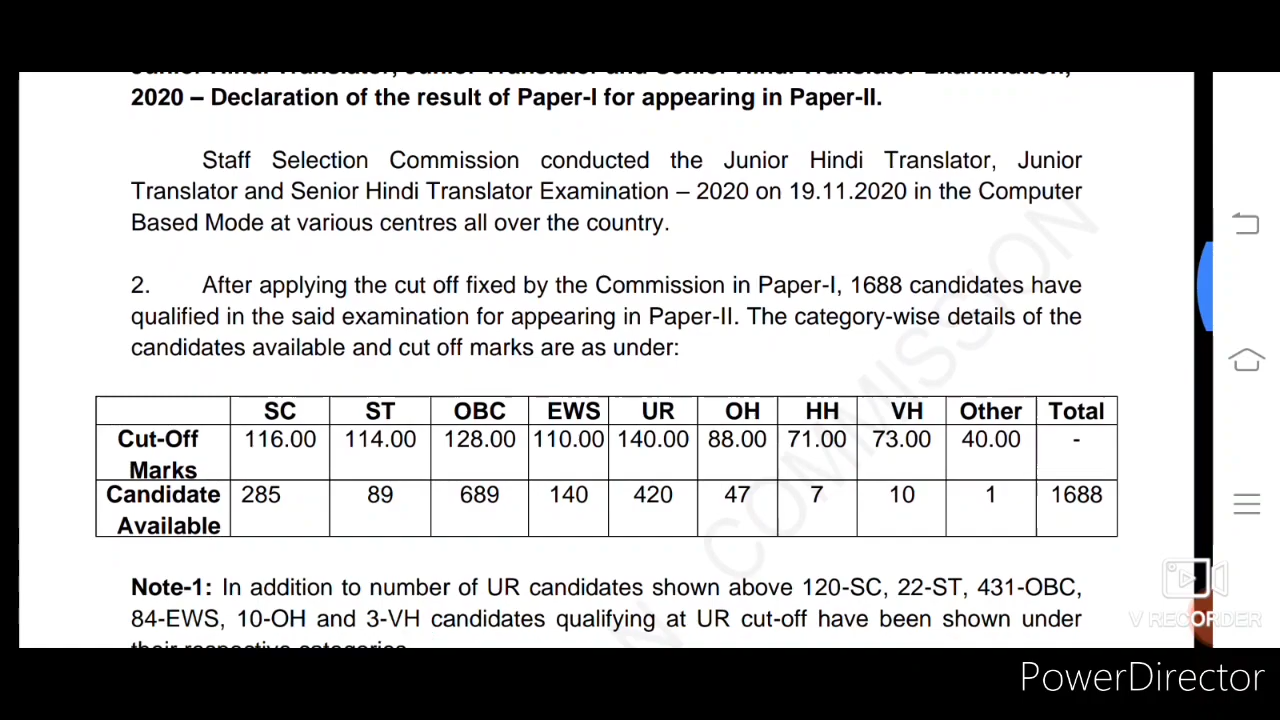 2020 – Declaration of the result of Paper-I for appearing in Paper-II.
Staff Selection Commission conducted the Junior Hindi Translator, Junior
Translator and Senior Hindi Translator Examination – 2020 on 19.11.2020 in the Computer
Based Mode at various centres all over the country.
2. After applying the cut off fixed by the Commission in Paper-I, 1688 candidates have
qualified in the said examination for appearing in Paper-II. The category-wise details of the
candidates available and cut off marks are as under:
SC ST OBC EWS UR OH HH VH Other Total
Cut-Off Marks 116.00 114.00 128.00 110.00 140.00 88.00 71.00 73.00 40.00 -
Candidate Available 285 89 689 140 420 47 7 10 1 1688
Note-1: In addition to number of UR candidates shown above 120-SC, 22-ST, 431-OBC,
84-EWS, 10-OH and 3-VH candidates qualifying at UR cut-off have been shown under
their respective categories.
COMMISSION
V RECORDER
PowerDirector